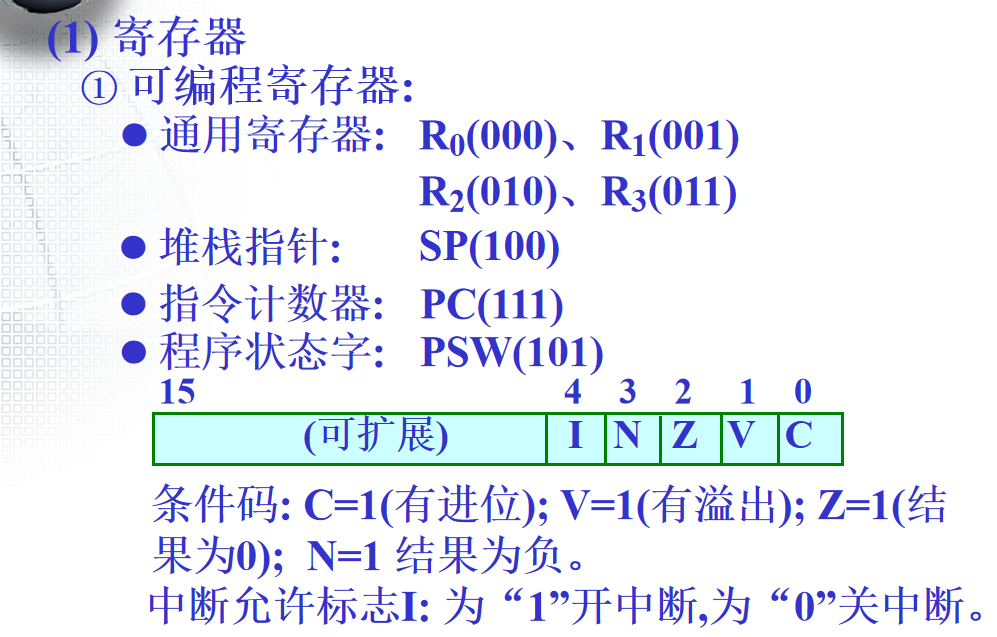 (1) 寄存器
① 可编程寄存器:
● 通用寄存器: R0(000)、R1(001)
R2(010)、R3(011)
● 堆栈指针: SP(100)
● 指令计数器: PC(111)
● 程序状态字: PSW(101)
15 4 3 2 1 0
(可扩展) I N Z V C
条件码: C=1(有进位); V=1(有溢出); Z=1(结
果为0); N=1 结果为负。
中断允许标志I: 为“1”开中断,为“0”关中断。